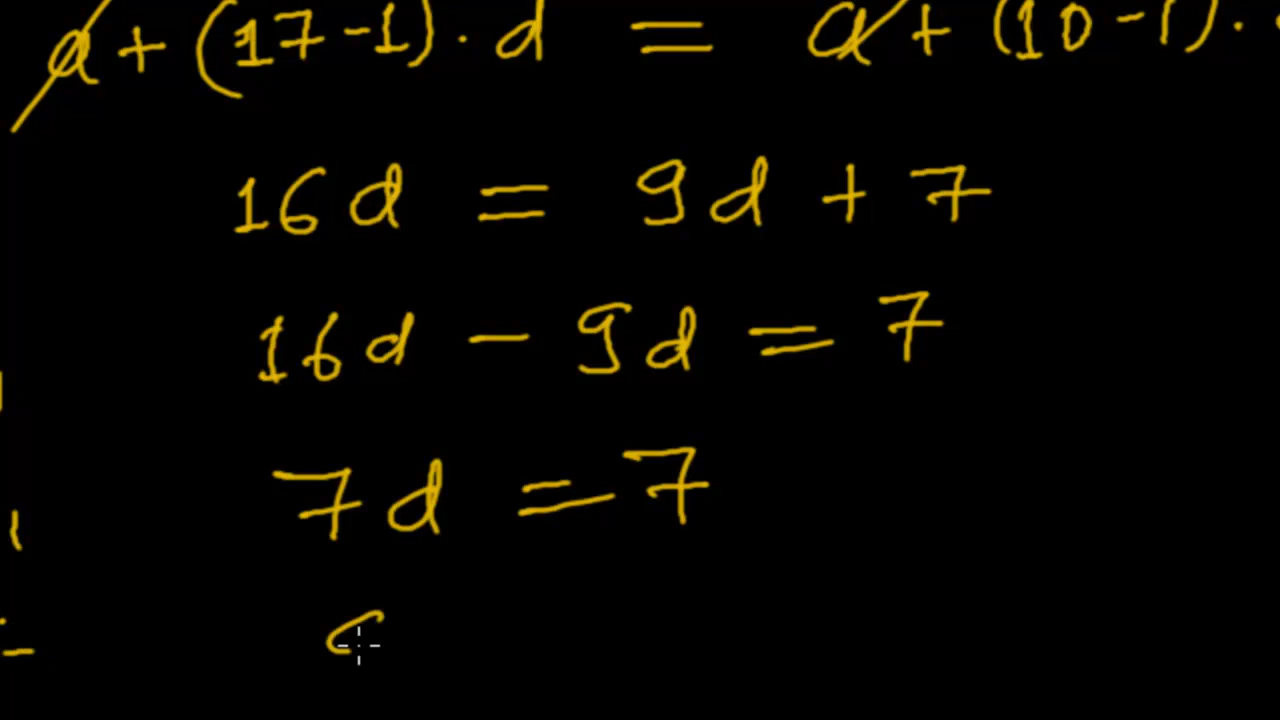 a + (17-1) . d = a + (10-1) .
16d = 9d + 7
16d - 9d = 7
7d = 7